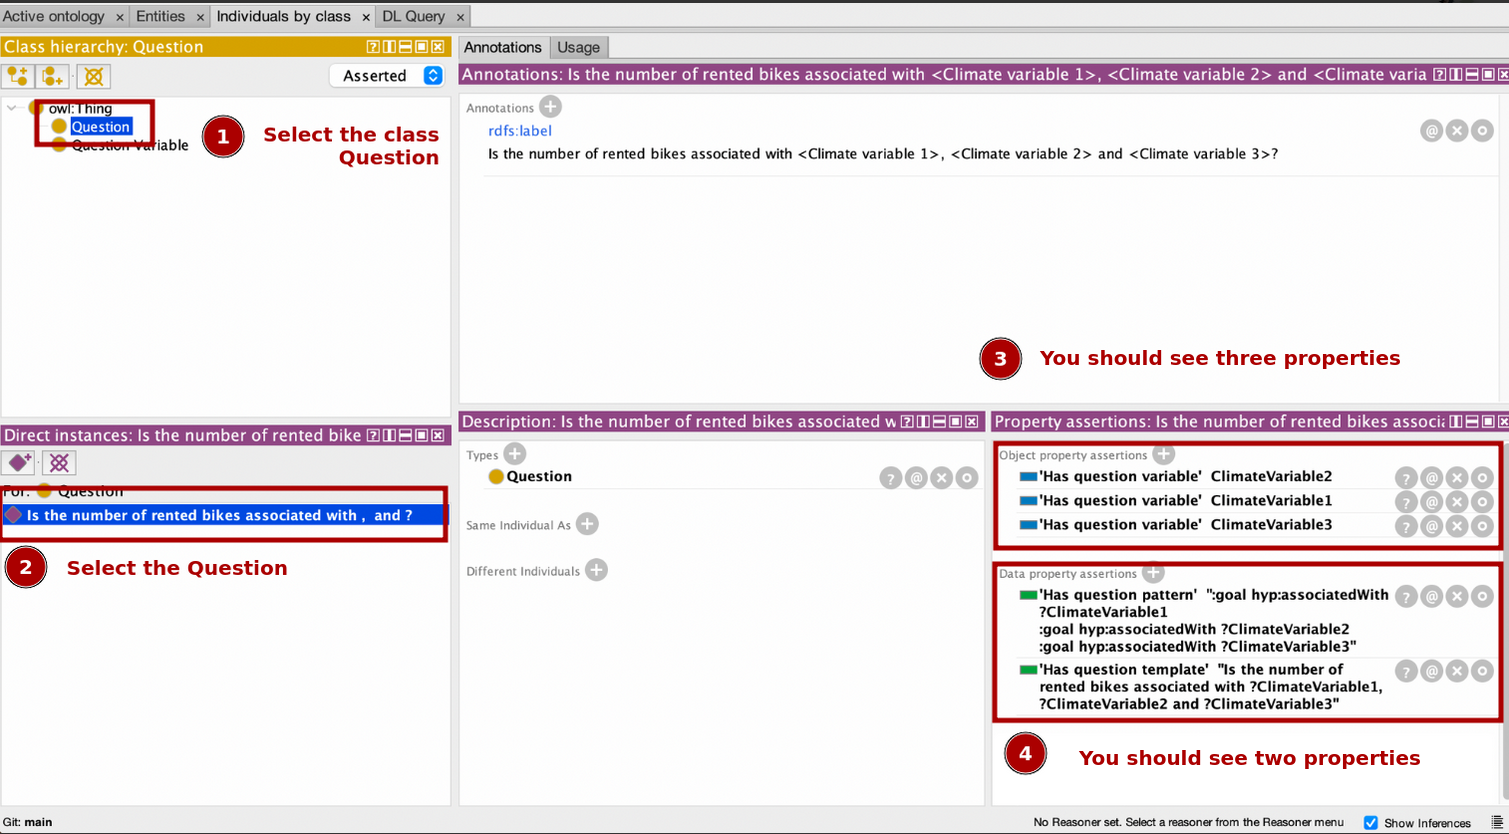 Active ontology × Entities × Individuals by class × DL Query ×
Class hierarchy: Question
Asserted
owl:Thing
Question
Question Variable
1 Select the class
Question
Annotations Usage
Annotations: Is the number of rented bikes associated with <Climate variable 1>, <Climate variable 2> and <Climate varia
Annotations
rdfs:label
Is the number of rented bikes associated with <Climate variable 1>, <Climate variable 2> and <Climate variable 3>?
3 You should see three properties
Direct instances: Is the number of rented bike
For: Question
Is the number of rented bikes associated with , and ?
2 Select the Question
Description: Is the number of rented bikes associated w
Types
Question
Same Individual As
Different Individuals
Property assertions: Is the number of rented bikes associa
Object property assertions
'Has question variable' ClimateVariable2
'Has question variable' ClimateVariable1
'Has question variable' ClimateVariable3
Data property assertions
'Has question pattern' ":goal hyp:associatedWith
?ClimateVariable1
:goal hyp:associatedWith ?ClimateVariable2
:goal hyp:associatedWith ?ClimateVariable3"
'Has question template' "Is the number of
rented bikes associated with ?ClimateVariable1,
?ClimateVariable2 and ?ClimateVariable3"
4 You should see two properties
Git: main
No Reasoner set. Select a reasoner from the Reasoner menu Show Inferences